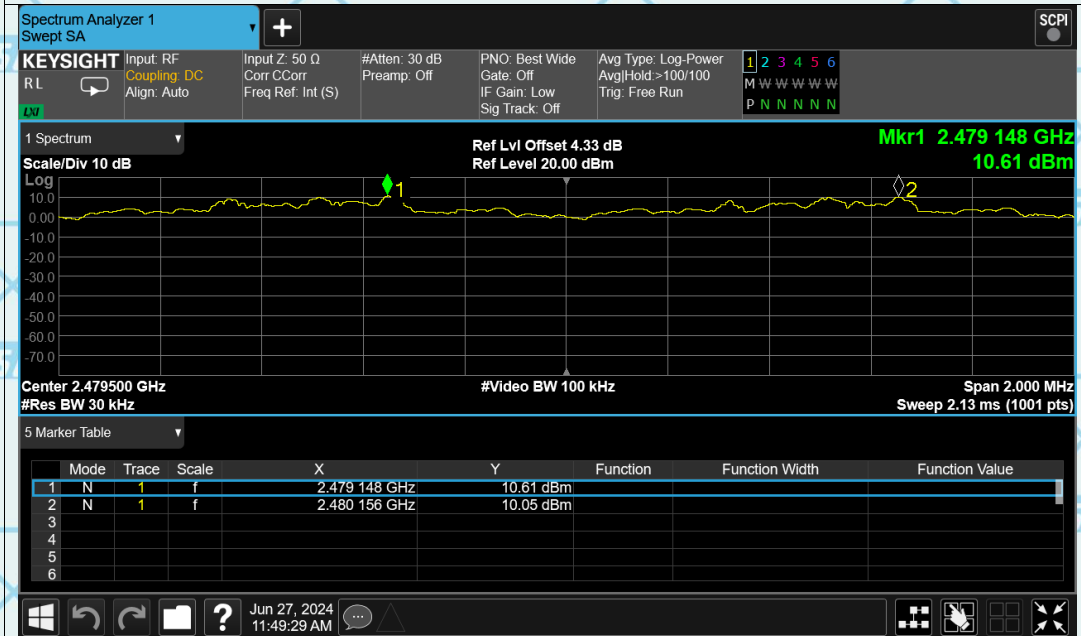 Spectrum Analyzer 1
Swept SA
+
SCPI
KEYSIGHT
R L
LXI
Input: RF
Coupling: DC
Align: Auto
Input Z: 50 Ω
Corr CCorr
Freq Ref: Int (S)
#Atten: 30 dB
Preamp: Off
PNO: Best Wide
Gate: Off
IF Gain: Low
Sig Track: Off
Avg Type: Log-Power
Avg|Hold:>100/100
Trig: Free Run
1 2 3 4 5 6
M W W W W W
P N N N N N
1 Spectrum
Scale/Div 10 dB
Ref Lvl Offset 4.33 dB
Ref Level 20.00 dBm
Mkr1 2.479 148 GHz
10.61 dBm
Log
1
2
10.0
0.00
-10.0
-20.0
-30.0
-40.0
-50.0
-60.0
-70.0
Center 2.479500 GHz
#Video BW 100 kHz
Span 2.000 MHz
#Res BW 30 kHz
Sweep 2.13 ms (1001 pts)
5 Marker Table
Mode Trace Scale X Y Function Function Width Function Value
1 N 1 f 2.479 148 GHz 10.61 dBm
2 N 1 f 2.480 156 GHz 10.05 dBm
3
4
5
6
?
Jun 27, 2024
11:49:29 AM